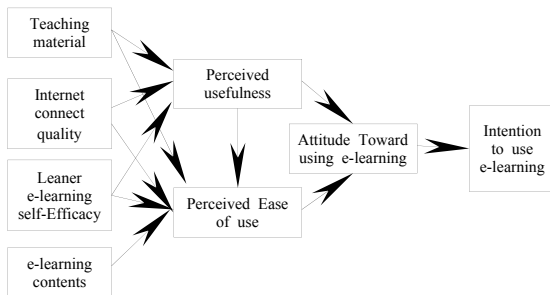 Teaching
material
Internet
connect
quality
Leaner
e-learning
self-Efficacy
e-learning
contents
Perceived
usefulness
Perceived Ease
of use
Attitude Toward
using e-learning
Intention
to use
e-learning